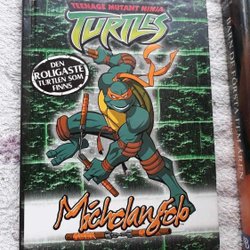 TEENAGE MUTANT NINJA
TURTLES
DEN
ROLIGASTE
TURTLEN SOM
FINNS
Michelangelo